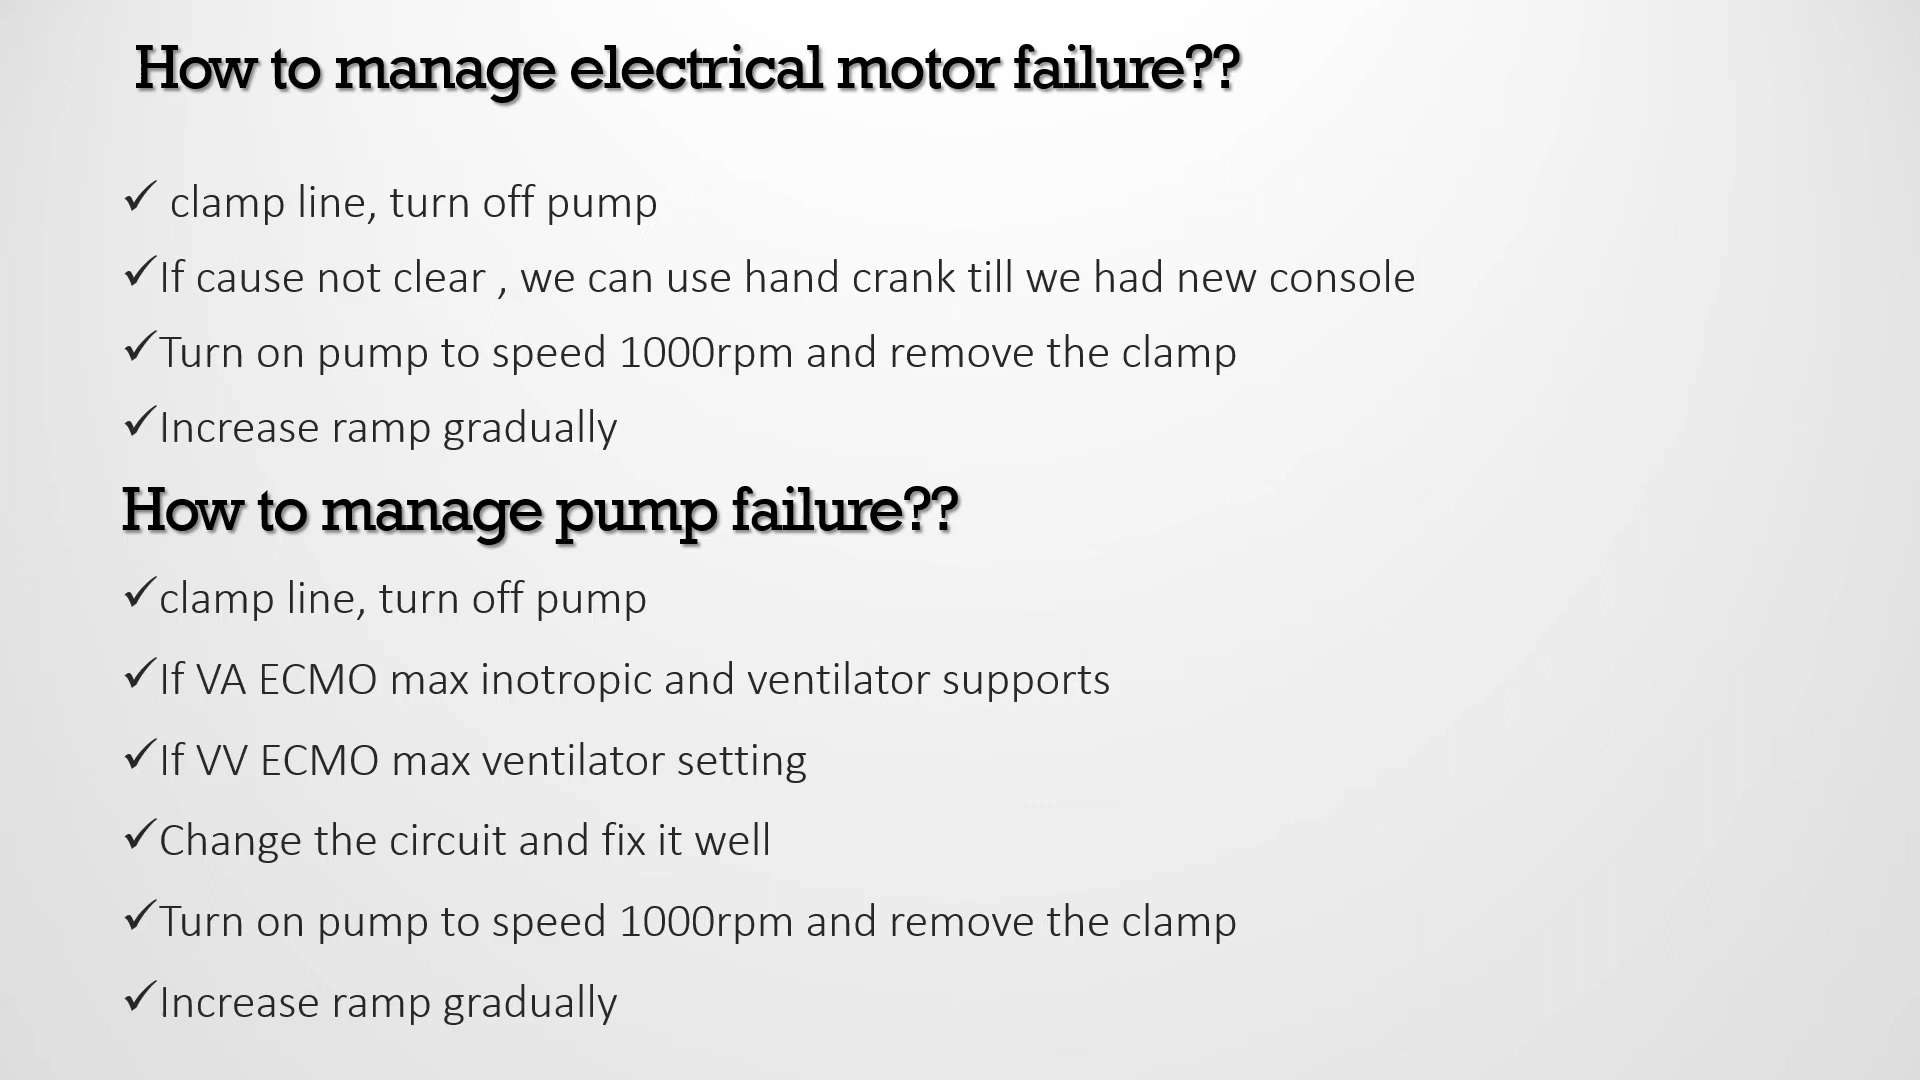 How to manage electrical motor failure??
✓ clamp line, turn off pump
✓If cause not clear , we can use hand crank till we had new console
✓Turn on pump to speed 1000rpm and remove the clamp
✓Increase ramp gradually
How to manage pump failure??
✓clamp line, turn off pump
✓If VA ECMO max inotropic and ventilator supports
✓If VV ECMO max ventilator setting
✓Change the circuit and fix it well
✓Turn on pump to speed 1000rpm and remove the clamp
✓Increase ramp gradually